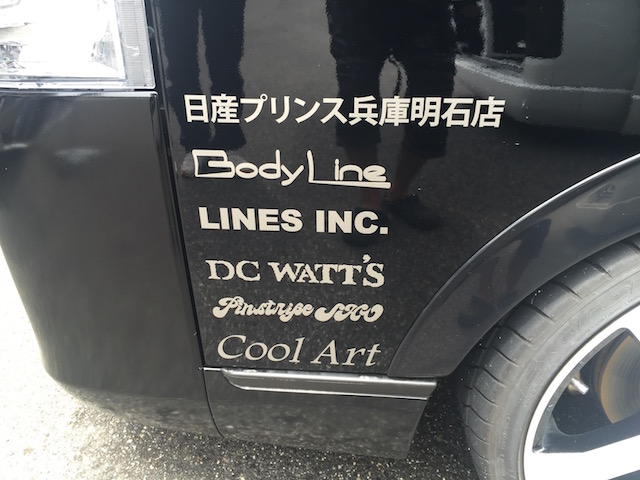 日産プリンス兵庫明石店
Body Line
LINES INC.
DC WATT'S
Pinstripe
Cool Art